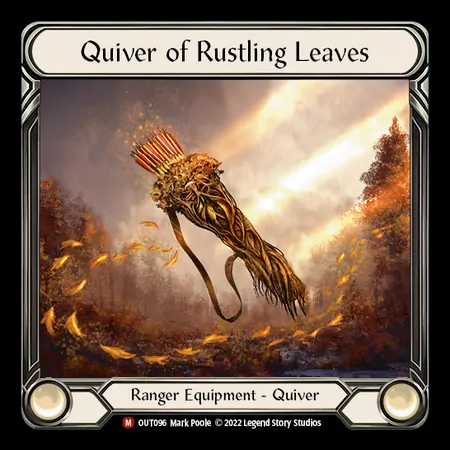 Quiver of Rustling Leaves
Ranger Equipment - Quiver
M OUT096 Mark Poole © 2022 Legend Story Studios